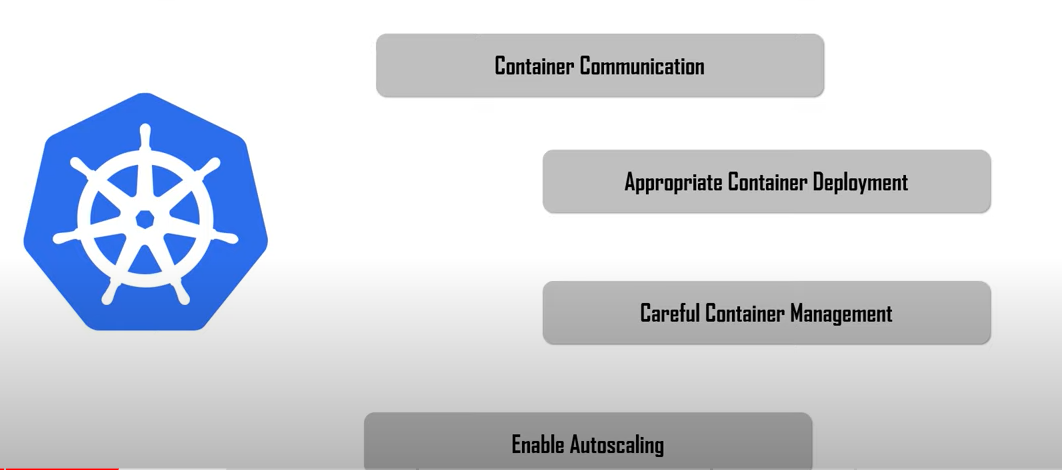 Container Communication
Appropriate Container Deployment
Careful Container Management
Enable Autoscaling